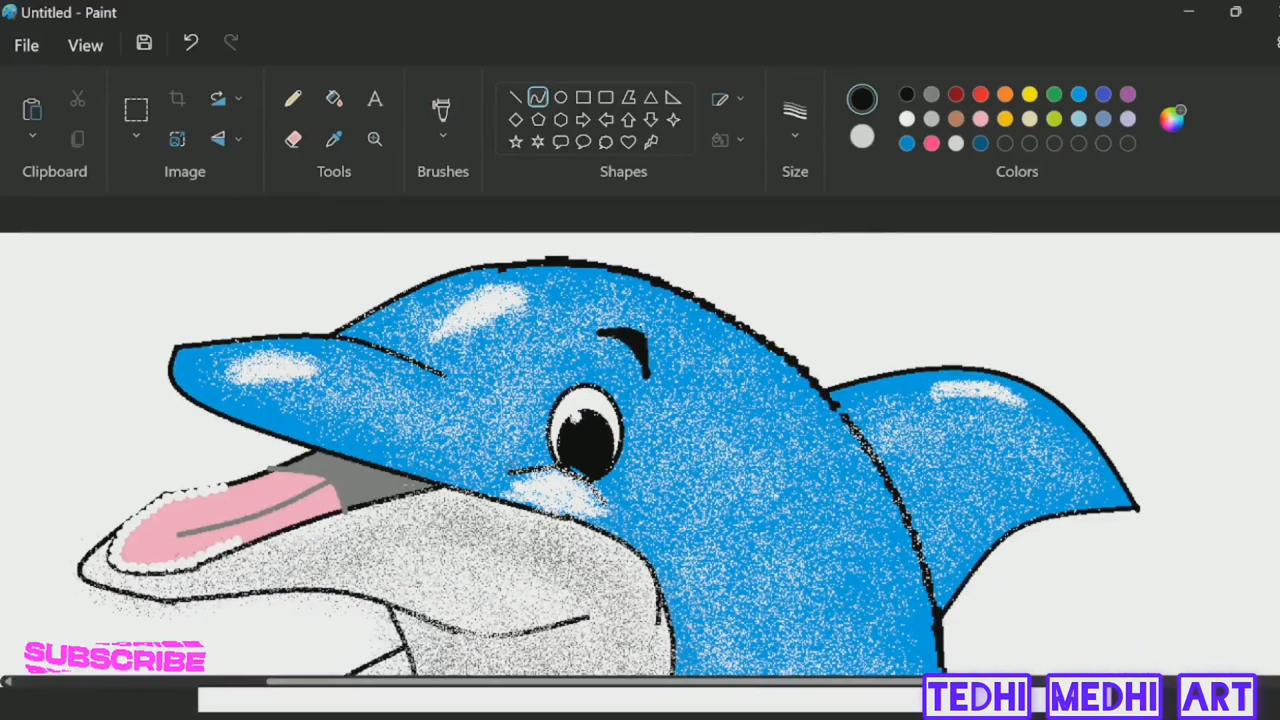 Untitled - Paint
File View
Clipboard Image Tools Brushes Shapes Size Colors
SUBSCRIBE
TEDHI MEDHI ART